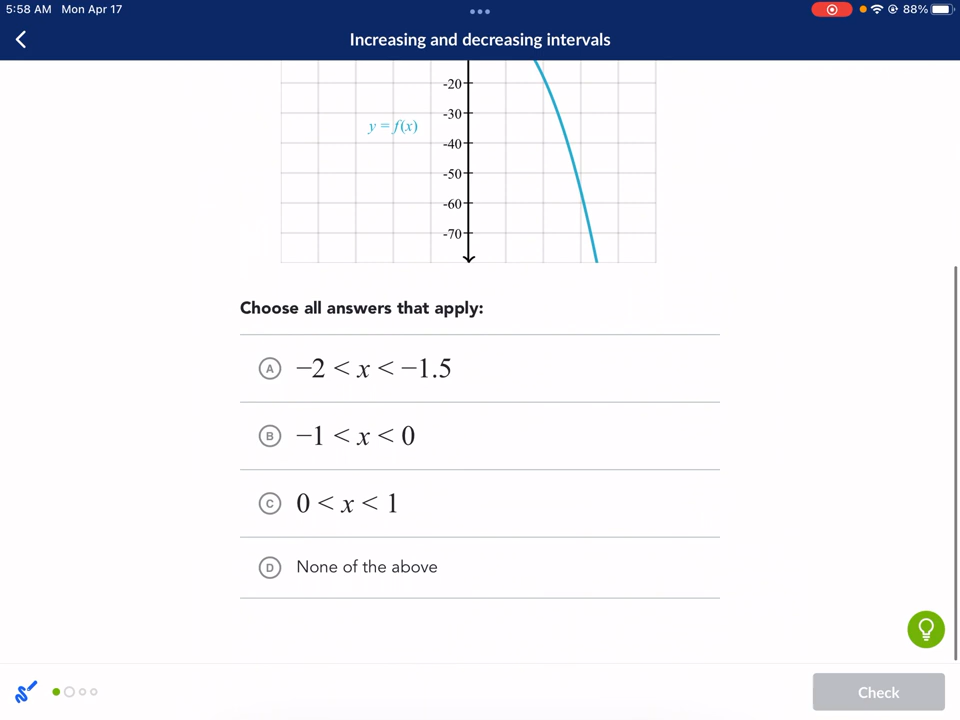 5:58 AM Mon Apr 17
88%
Increasing and decreasing intervals
-20
-30
y = f(x)
-40
-50
-60
-70
Choose all answers that apply:
A −2 < x < −1.5
B −1 < x < 0
C 0 < x < 1
D None of the above
Check